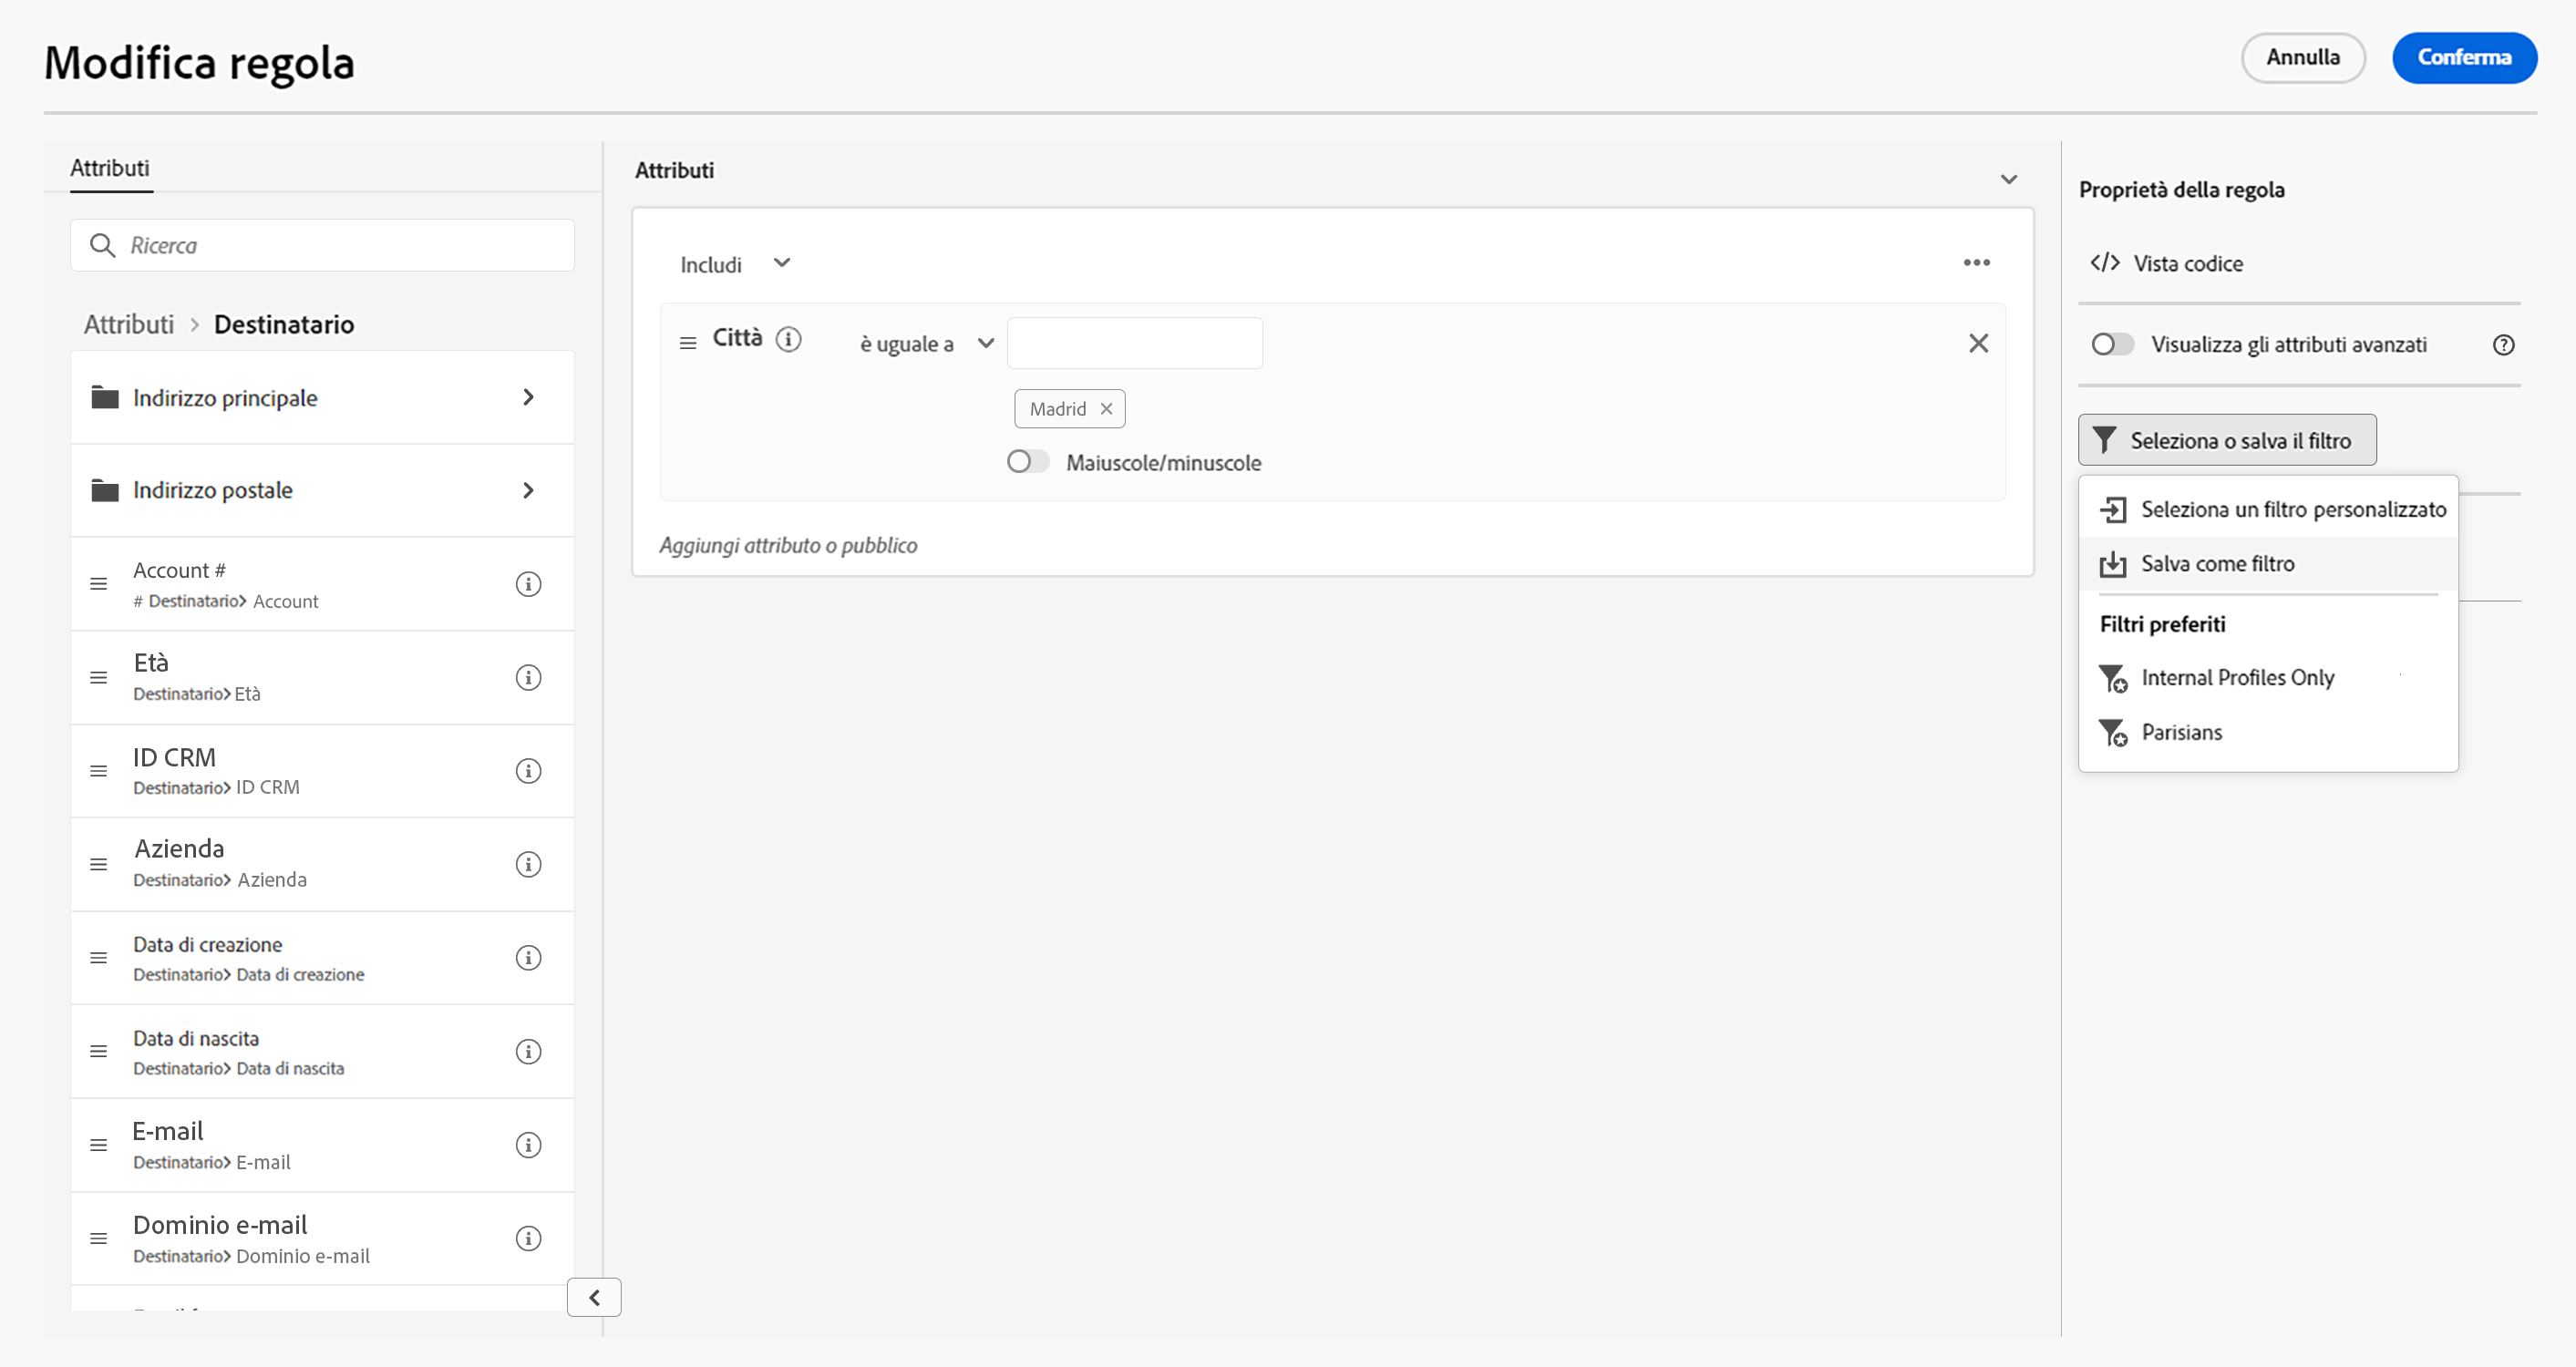 Modifica regola
Annulla
Conferma
Attributi
Ricerca
Attributi > Destinatario
Indirizzo principale
Indirizzo postale
Account #
# Destinatario> Account
Età
Destinatario> Età
ID CRM
Destinatario> ID CRM
Azienda
Destinatario> Azienda
Data di creazione
Destinatario> Data di creazione
Data di nascita
Destinatario> Data di nascita
E-mail
Destinatario> E-mail
Dominio e-mail
Destinatario> Dominio e-mail
Attributi
Includi
Città
è uguale a
Madrid
Maiuscole/minuscole
Aggiungi attributo o pubblico
Proprietà della regola
</> Vista codice
Visualizza gli attributi avanzati
Seleziona o salva il filtro
Seleziona un filtro personalizzato
Salva come filtro
Filtri preferiti
Internal Profiles Only
Parisians